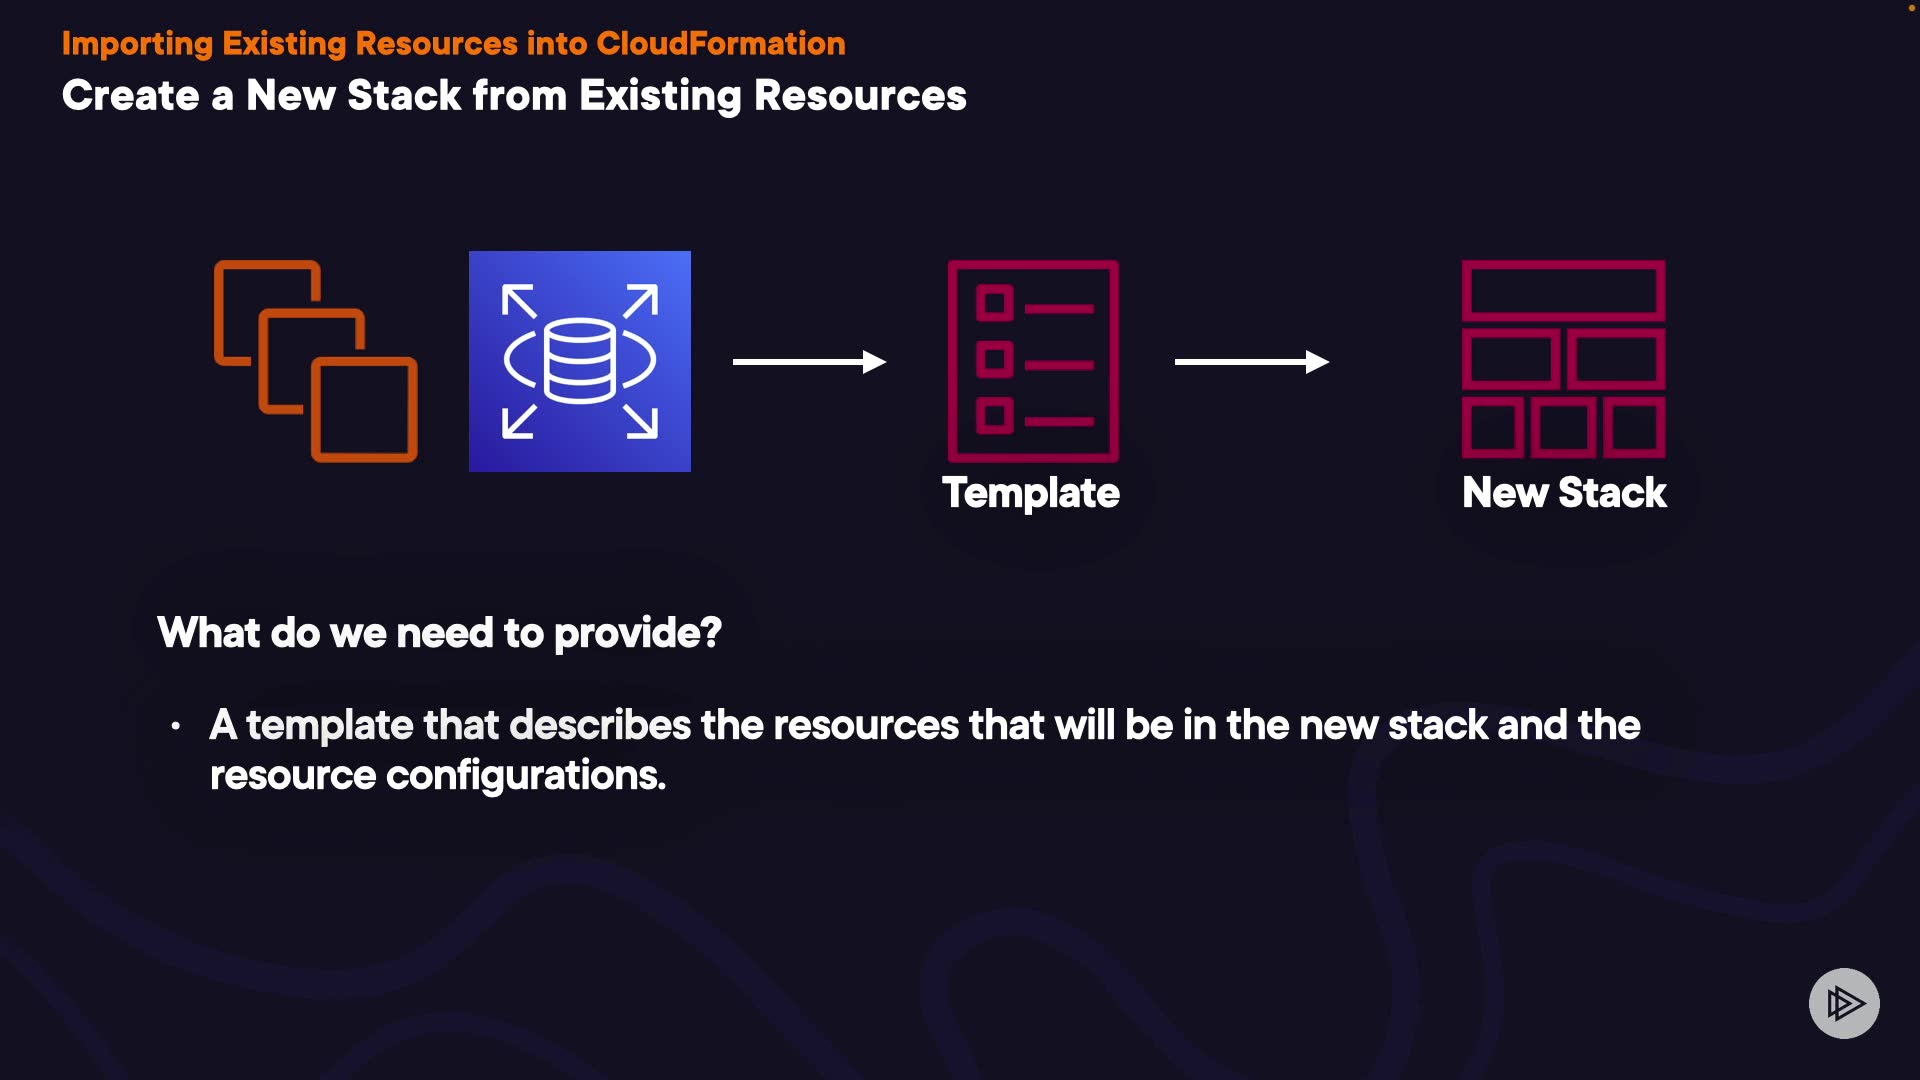 Importing Existing Resources into CloudFormation
Create a New Stack from Existing Resources
Template
New Stack
What do we need to provide?
• A template that describes the resources that will be in the new stack and the
resource configurations.